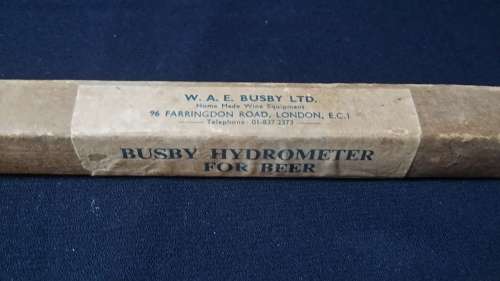 W. A. E. BUSBY LTD.
Home Made Wine Equipment
96 FARRINGDON ROAD, LONDON, E.C.1
Telephone 01-837 2373
BUSBY HYDROMETER
FOR BEER